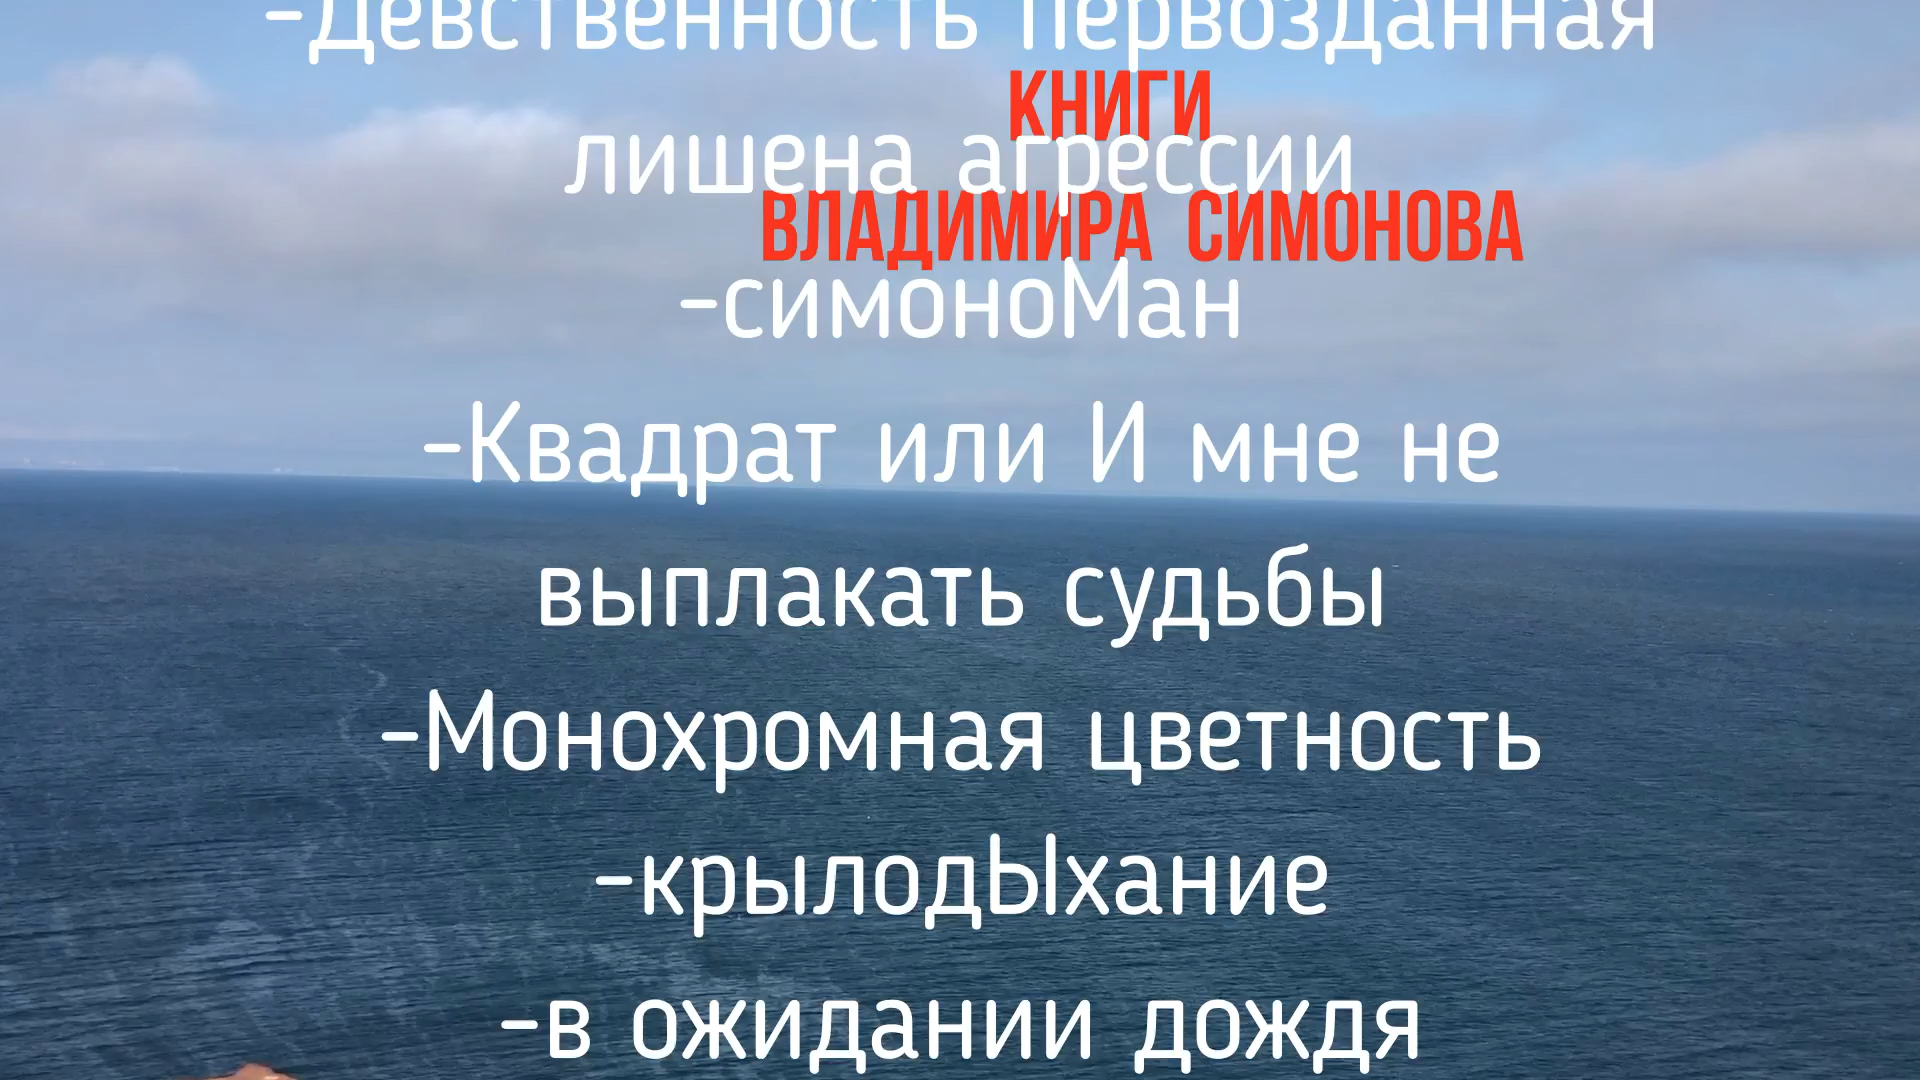 -Девственность первозданная
КНИГИ
лишена агрессии
ВЛАДИМИРА СИМОНОВА
-симоноМан
-Квадрат или И мне не
выплакать судьбы
-Монохромная цветность
-крылодЫхание
-в ожидании дождя